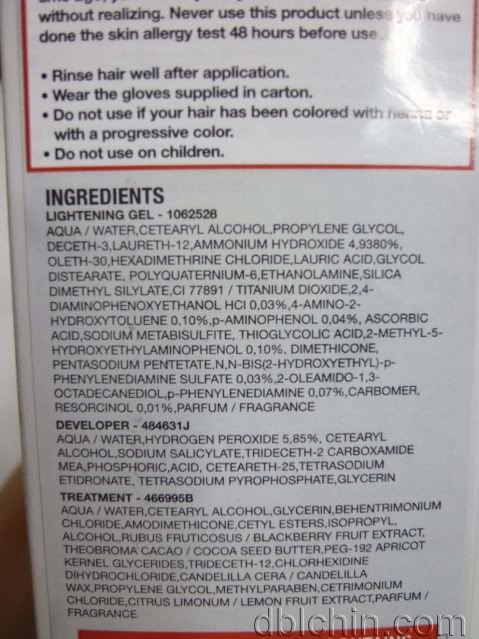 without realizing. Never use this product unless you have
done the skin allergy test 48 hours before use.
• Rinse hair well after application.
• Wear the gloves supplied in carton.
• Do not use if your hair has been colored with henna or
with a progressive color.
• Do not use on children.
INGREDIENTS
LIGHTENING GEL - 1062528
AQUA / WATER,CETEARYL ALCOHOL,PROPYLENE GLYCOL,
DECETH-3,LAURETH-12,AMMONIUM HYDROXIDE 4,9380%,
OLETH-30,HEXADIMETHRINE CHLORIDE,LAURIC ACID,GLYCOL
DISTEARATE, POLYQUATERNIUM-6,ETHANOLAMINE,SILICA
DIMETHYL SILYLATE,CI 77891 / TITANIUM DIOXIDE,2,4-
DIAMINOPHENOXYETHANOL HCI 0,03%,4-AMINO-2-
HYDROXYTOLUENE 0,10%,p-AMINOPHENOL 0,04%, ASCORBIC
ACID,SODIUM METABISULFITE, THIOGLYCOLIC ACID,2-METHYL-5-
HYDROXYETHYLAMINOPHENOL 0,10%, DIMETHICONE,
PENTASODIUM PENTETATE,N,N-BIS(2-HYDROXYETHYL)-p-
PHENYLENEDIAMINE SULFATE 0,03%,2-OLEAMIDO-1,3-
OCTADECANEDIOL,p-PHENYLENEDIAMINE 0,07%,CARBOMER,
RESORCINOL 0,01%,PARFUM / FRAGRANCE
DEVELOPER - 484631J
AQUA / WATER,HYDROGEN PEROXIDE 5,85%, CETEARYL
ALCOHOL,SODIUM SALICYLATE,TRIDECETH-2 CARBOXAMIDE
MEA,PHOSPHORIC,ACID, CETEARETH-25,TETRASODIUM
ETIDRONATE, TETRASODIUM PYROPHOSPHATE,GLYCERIN
TREATMENT - 466995B
AQUA / WATER,CETEARYL ALCOHOL,GLYCERIN,BEHENTRIMONIUM
CHLORIDE,AMODIMETHICONE,CETYL ESTERS,ISOPROPYL,
ALCOHOL,RUBUS FRUTICOSUS / BLACKBERRY FRUIT EXTRACT,
THEOBROMA CACAO / COCOA SEED BUTTER,PEG-192 APRICOT
KERNEL GLYCERIDES,TRIDECETH-12,CHLORHEXIDINE
DIHYDROCHLORIDE,CANDELILLA CERA / CANDELILLA
WAX,PROPYLENE GLYCOL,METHYLPARABEN,CETRIMONIUM
CHLORIDE,CITRUS LIMONUM / LEMON FRUIT EXTRACT,PARFUM /
FRAGRANCE
dblchin.com